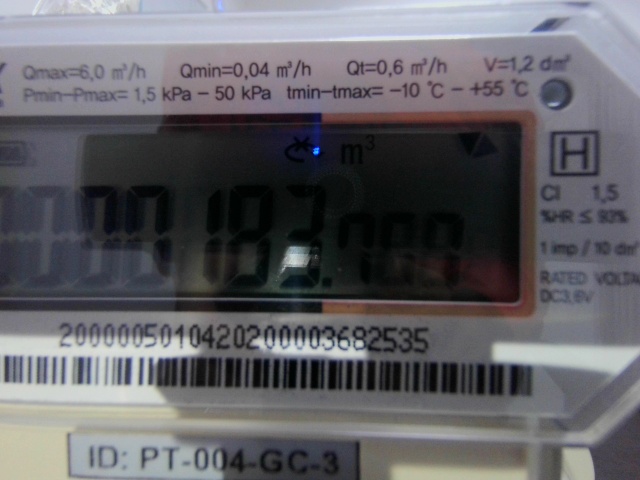 Qmax=6,0 m³/h Qmin=0,04 m³/h Qt=0,6 m³/h V=1,2 dm³
Pmin-Pmax= 1,5 kPa - 50 kPa tmin-tmax= -10 °C - +55 °C
m³
H
Cl 1,5
%HR ≤ 93%
1 imp / 10 dm³
RATED VOLTA
DC3,6V
2000005010420200003682535
ID: PT-004-GC-3